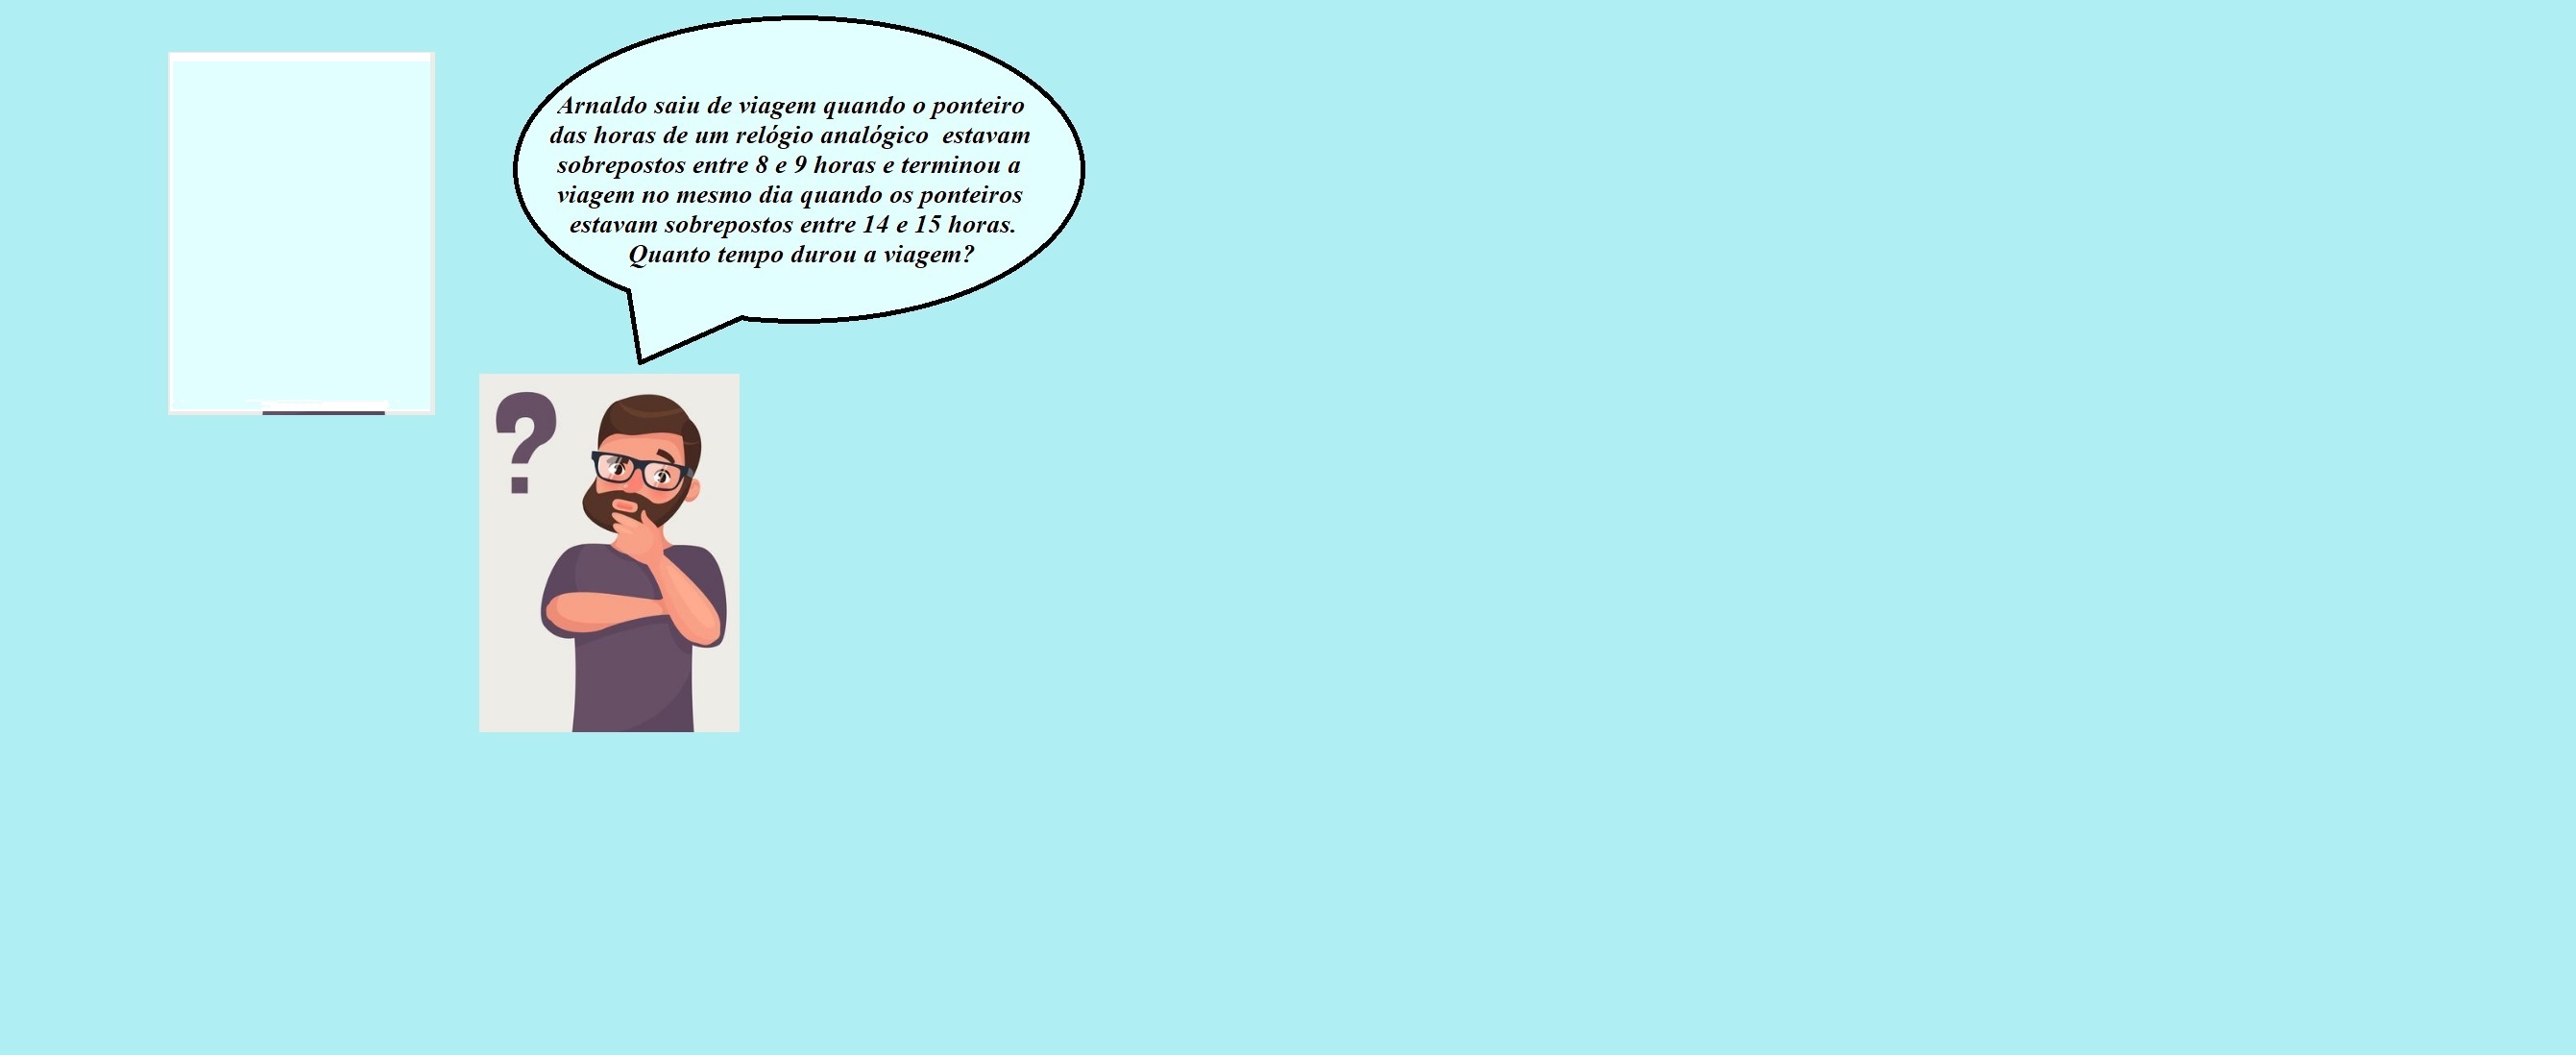 Arnaldo saiu de viagem quando o ponteiro
das horas de um relógio analógico estavam
sobrepostos entre 8 e 9 horas e terminou a
viagem no mesmo dia quando os ponteiros
estavam sobrepostos entre 14 e 15 horas.
Quanto tempo durou a viagem?
?